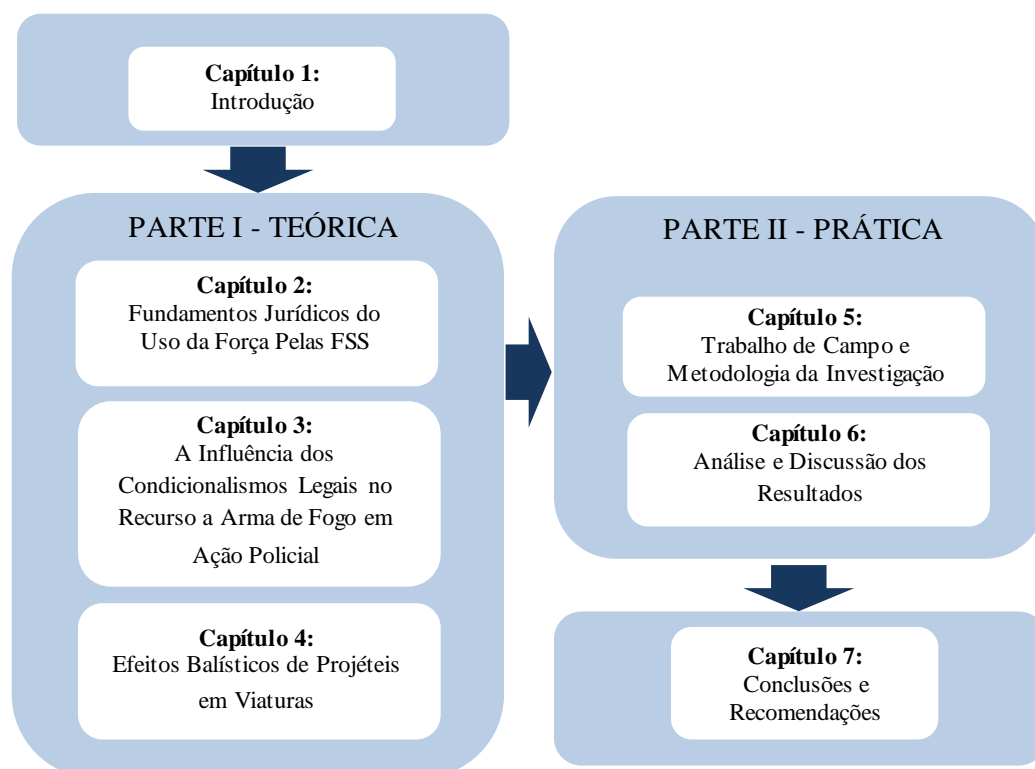 Capítulo 1:
Introdução
PARTE I - TEÓRICA
Capítulo 2:
Fundamentos Jurídicos do
Uso da Força Pelas FSS
Capítulo 3:
A Influência dos
Condicionalismos Legais no
Recurso a Arma de Fogo em
Ação Policial
Capítulo 4:
Efeitos Balísticos de Projéteis
em Viaturas
PARTE II - PRÁTICA
Capítulo 5:
Trabalho de Campo e
Metodologia da Investigação
Capítulo 6:
Análise e Discussão dos
Resultados
Capítulo 7:
Conclusões e
Recomendações